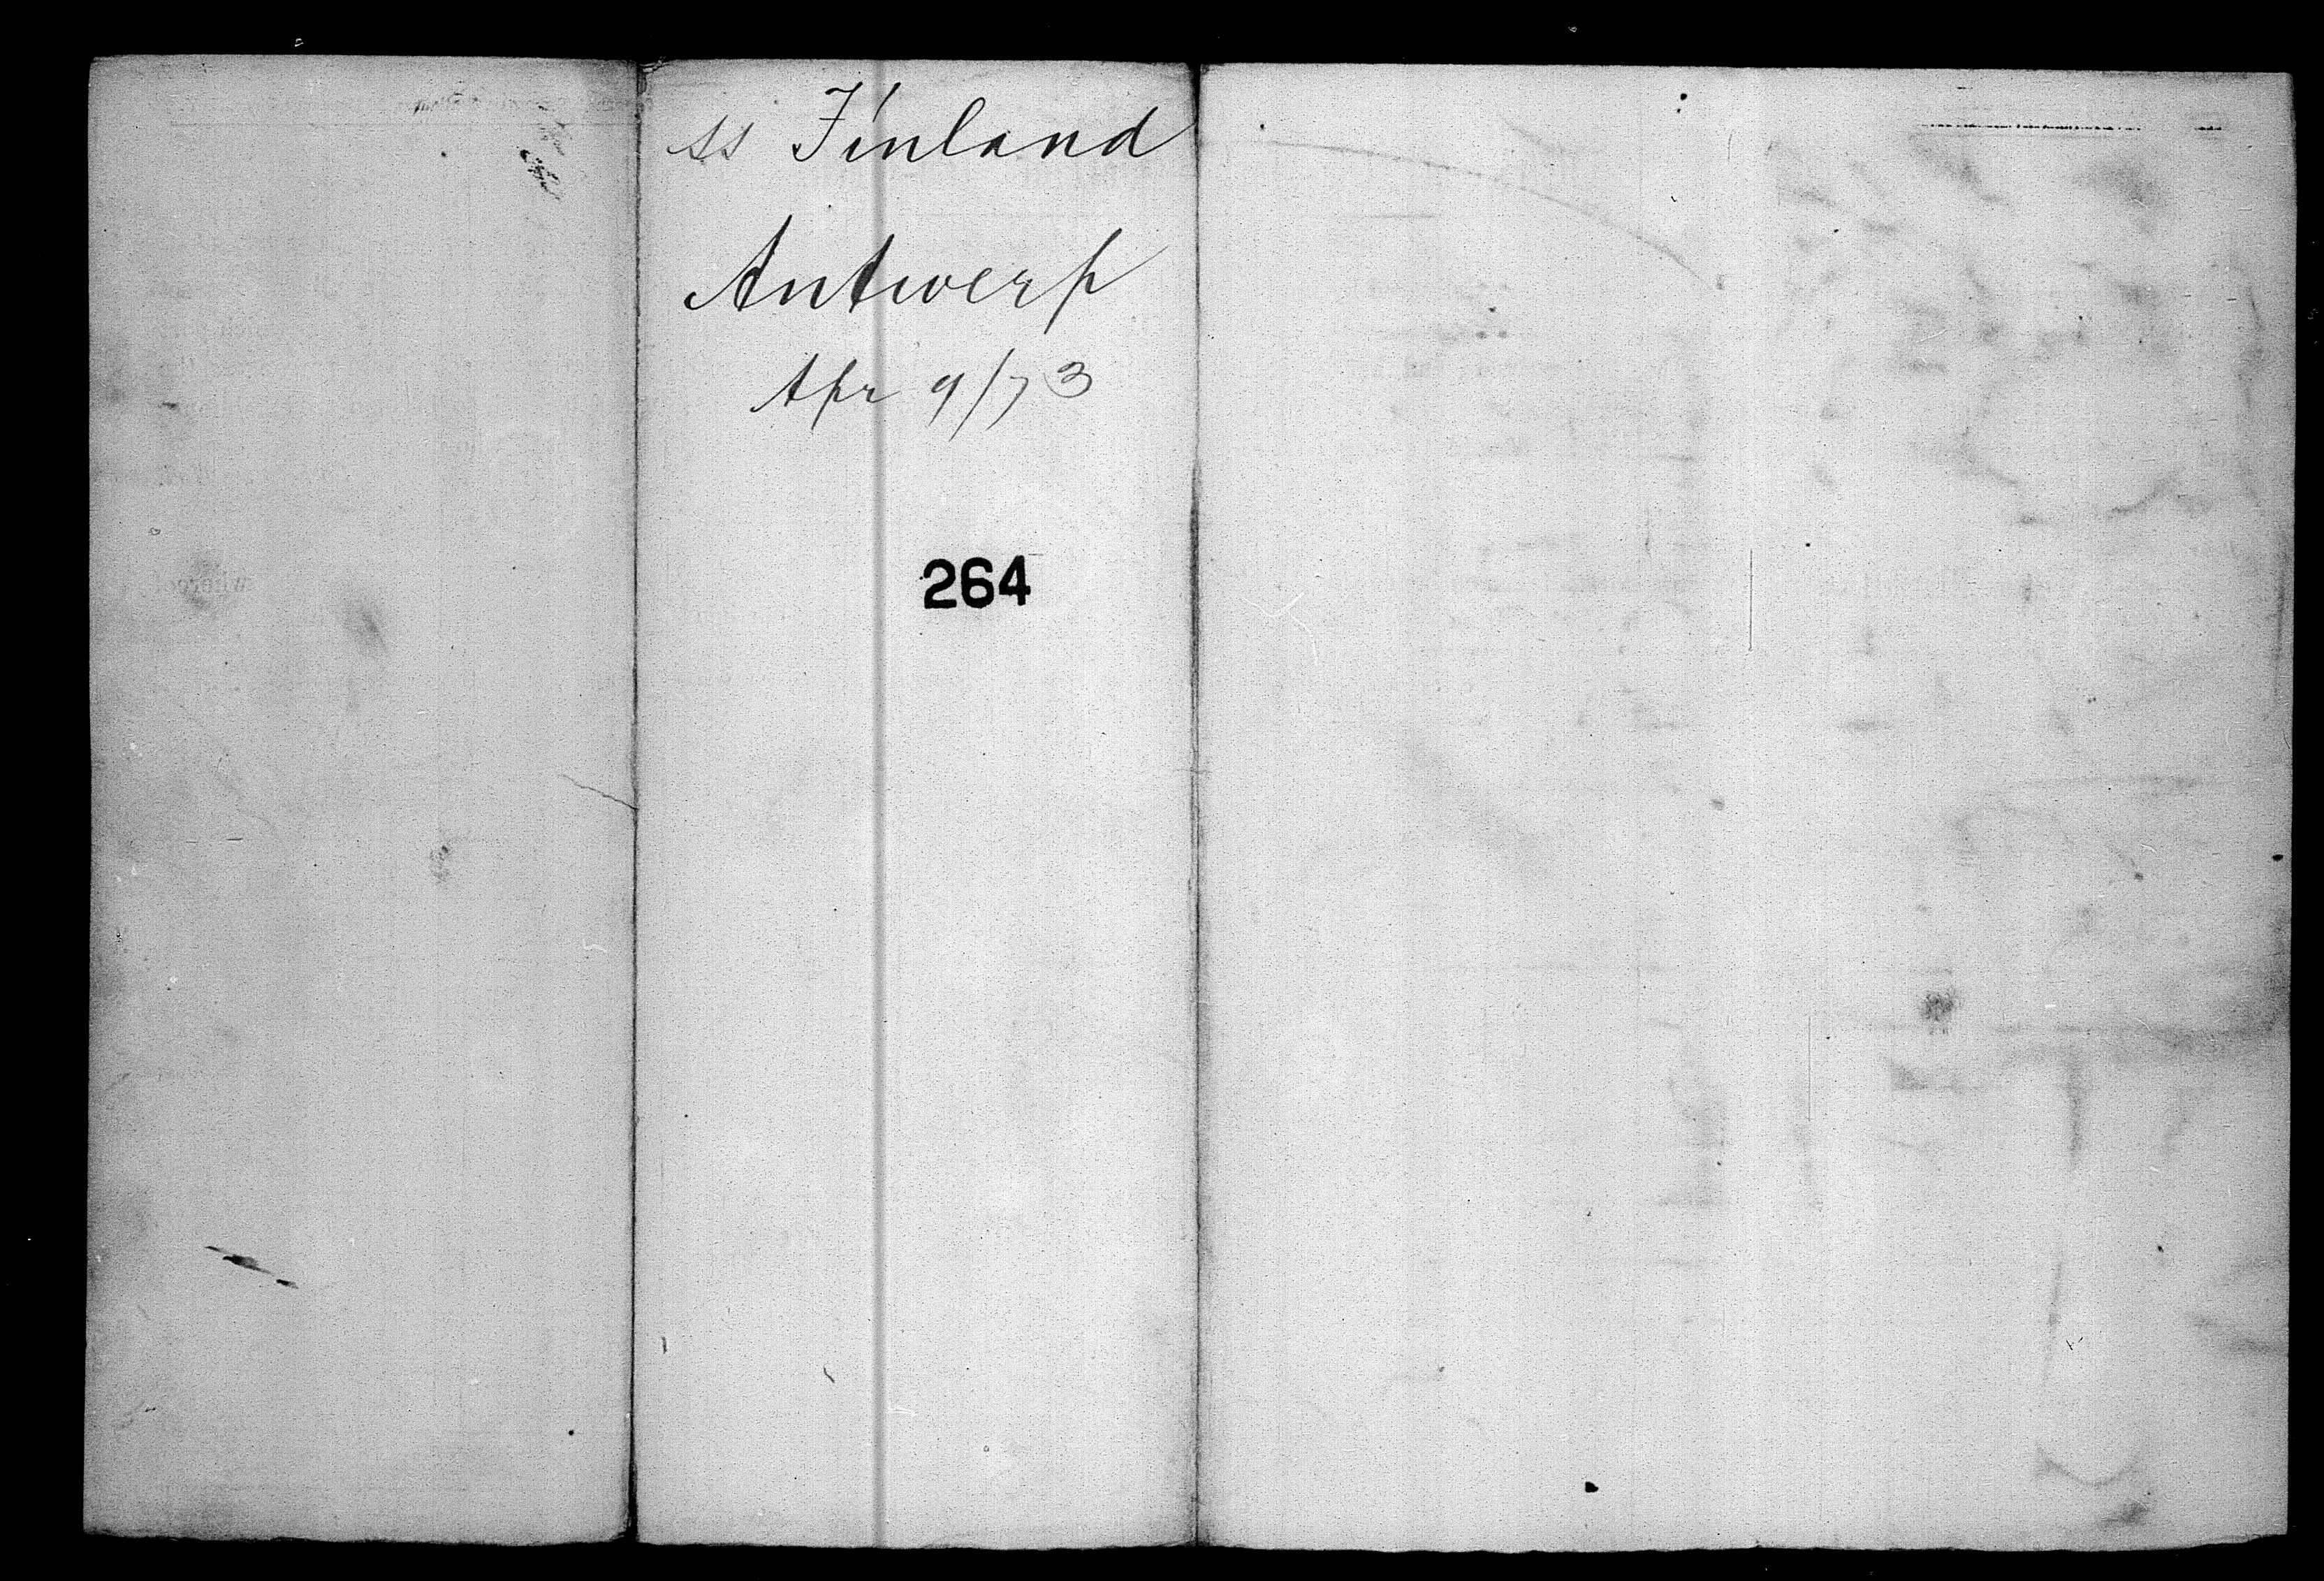 SS Finland
Antwerp
Apr 9/73
264